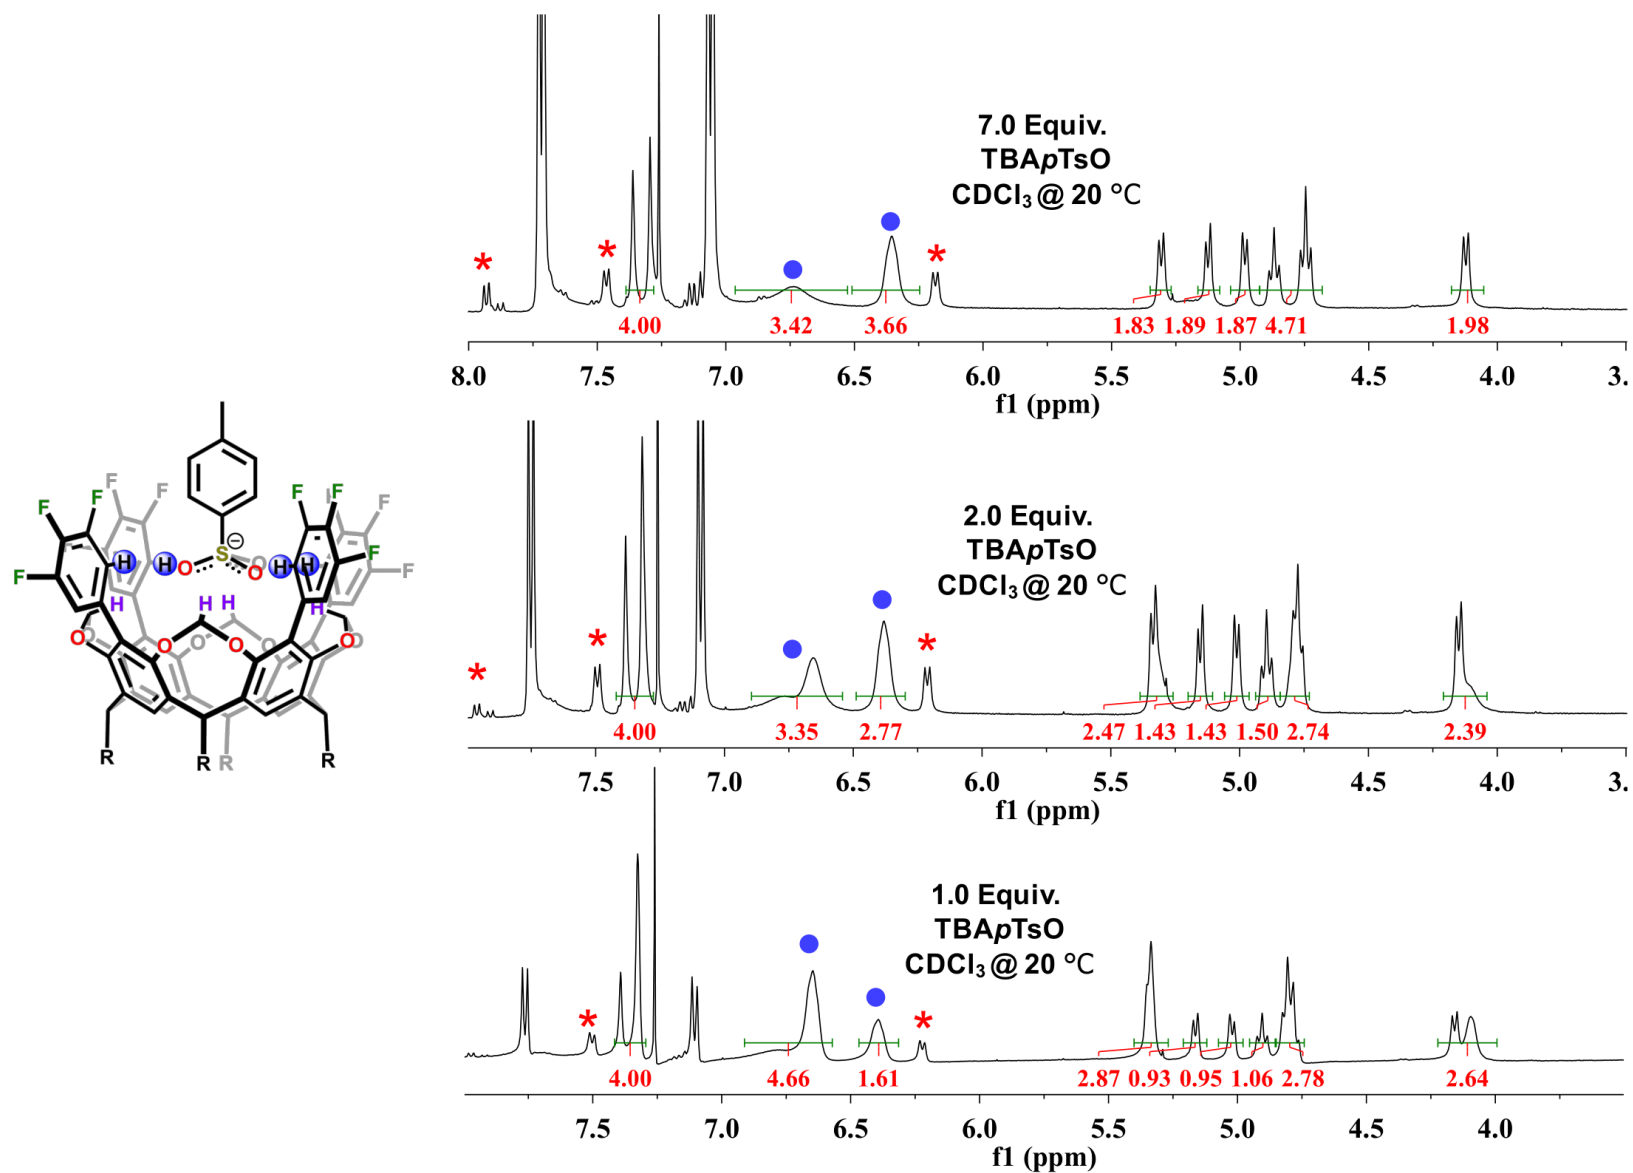 7.0 Equiv.
TBApTsO
CDCl3 @ 20 °C
* * *
4.00 3.42 3.66 1.83 1.89 1.87 4.71 1.98
8.0 7.5 7.0 6.5 6.0 5.5 5.0 4.5 4.0 3.
f1 (ppm)
2.0 Equiv.
TBApTsO
CDCl3 @ 20 °C
* * *
4.00 3.35 2.77 2.47 1.43 1.43 1.50 2.74 2.39
7.5 7.0 6.5 6.0 5.5 5.0 4.5 4.0 3.
f1 (ppm)
1.0 Equiv.
TBApTsO
CDCl3 @ 20 °C
* *
4.00 4.66 1.61 2.87 0.93 0.95 1.06 2.78 2.64
7.5 7.0 6.5 6.0 5.5 5.0 4.5 4.0
f1 (ppm)
F F F F F F F F
F F F
H H O S O O H H
H H H H
O O O O O O O
R R R R